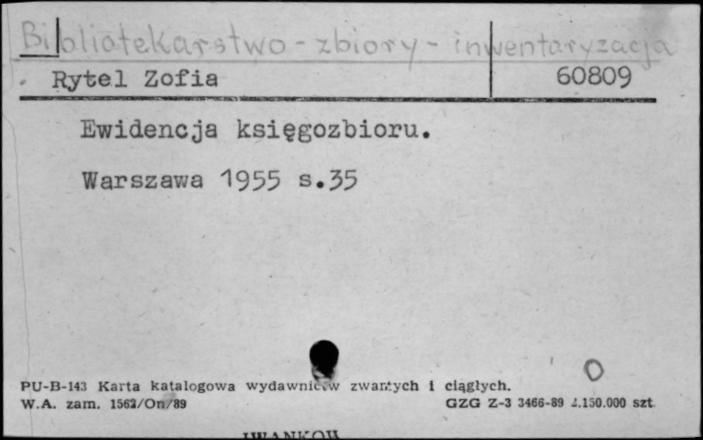 Bibliotekarstwo - zbiory - inwentaryzacja
Rytel Zofia 60809
Ewidencja księgozbioru.
Warszawa 1955 s.35
PU-B-143 Karta katalogowa wydawnictw zwartych i ciągłych.
W.A. zam. 1562/On/89 GZG Z-3 3466-89 2.150.000 szt.